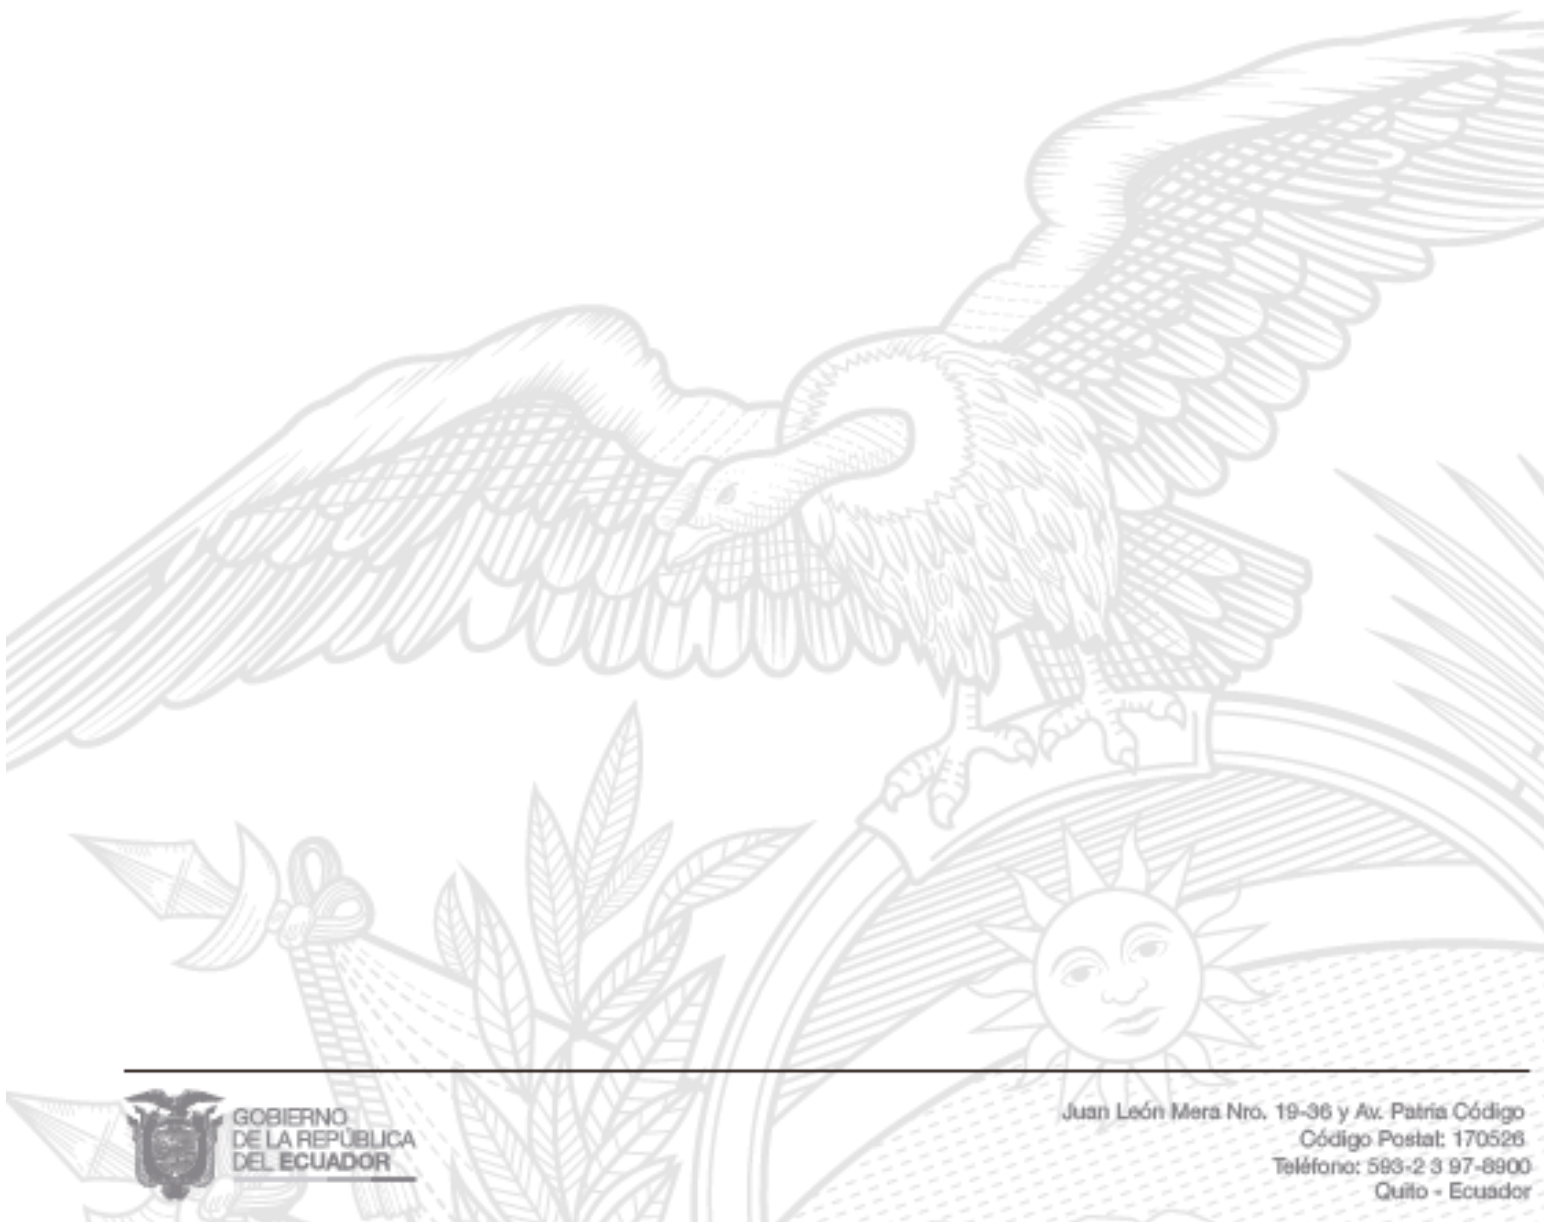 GOBIERNO
DE LA REPÚBLICA
DEL ECUADOR
Juan León Mera Nro. 19-36 y Av. Patria Código
Código Postal: 170526
Teléfono: 593-2 3 97-8900
Quito - Ecuador